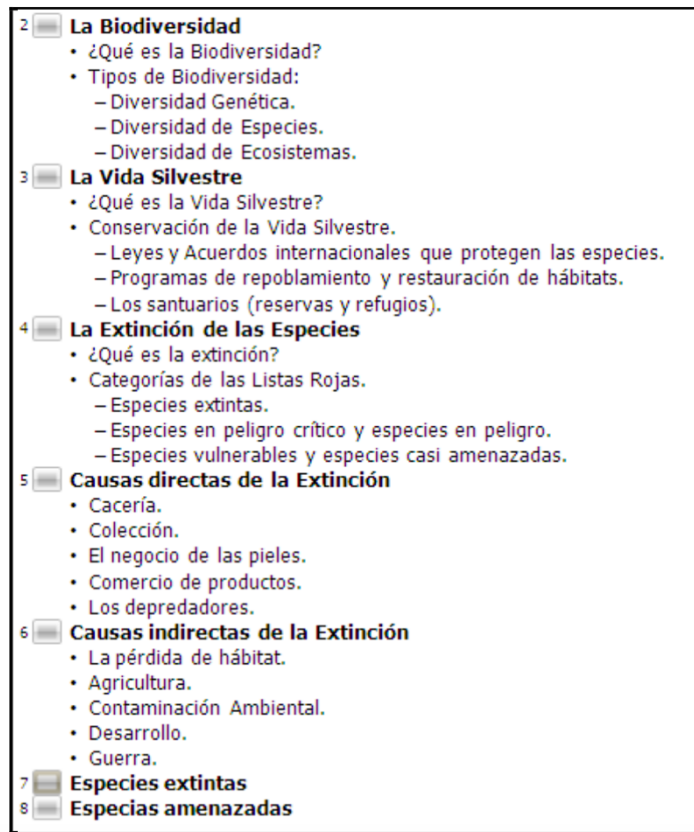 2 La Biodiversidad
• ¿Qué es la Biodiversidad?
• Tipos de Biodiversidad:
– Diversidad Genética.
– Diversidad de Especies.
– Diversidad de Ecosistemas.
3 La Vida Silvestre
• ¿Qué es la Vida Silvestre?
• Conservación de la Vida Silvestre.
– Leyes y Acuerdos internacionales que protegen las especies.
– Programas de repoblamiento y restauración de hábitats.
– Los santuarios (reservas y refugios).
4 La Extinción de las Especies
• ¿Qué es la extinción?
• Categorías de las Listas Rojas.
– Especies extintas.
– Especies en peligro crítico y especies en peligro.
– Especies vulnerables y especies casi amenazadas.
5 Causas directas de la Extinción
• Cacería.
• Colección.
• El negocio de las pieles.
• Comercio de productos.
• Los depredadores.
6 Causas indirectas de la Extinción
• La pérdida de hábitat.
• Agricultura.
• Contaminación Ambiental.
• Desarrollo.
• Guerra.
7 Especies extintas
8 Especias amenazadas